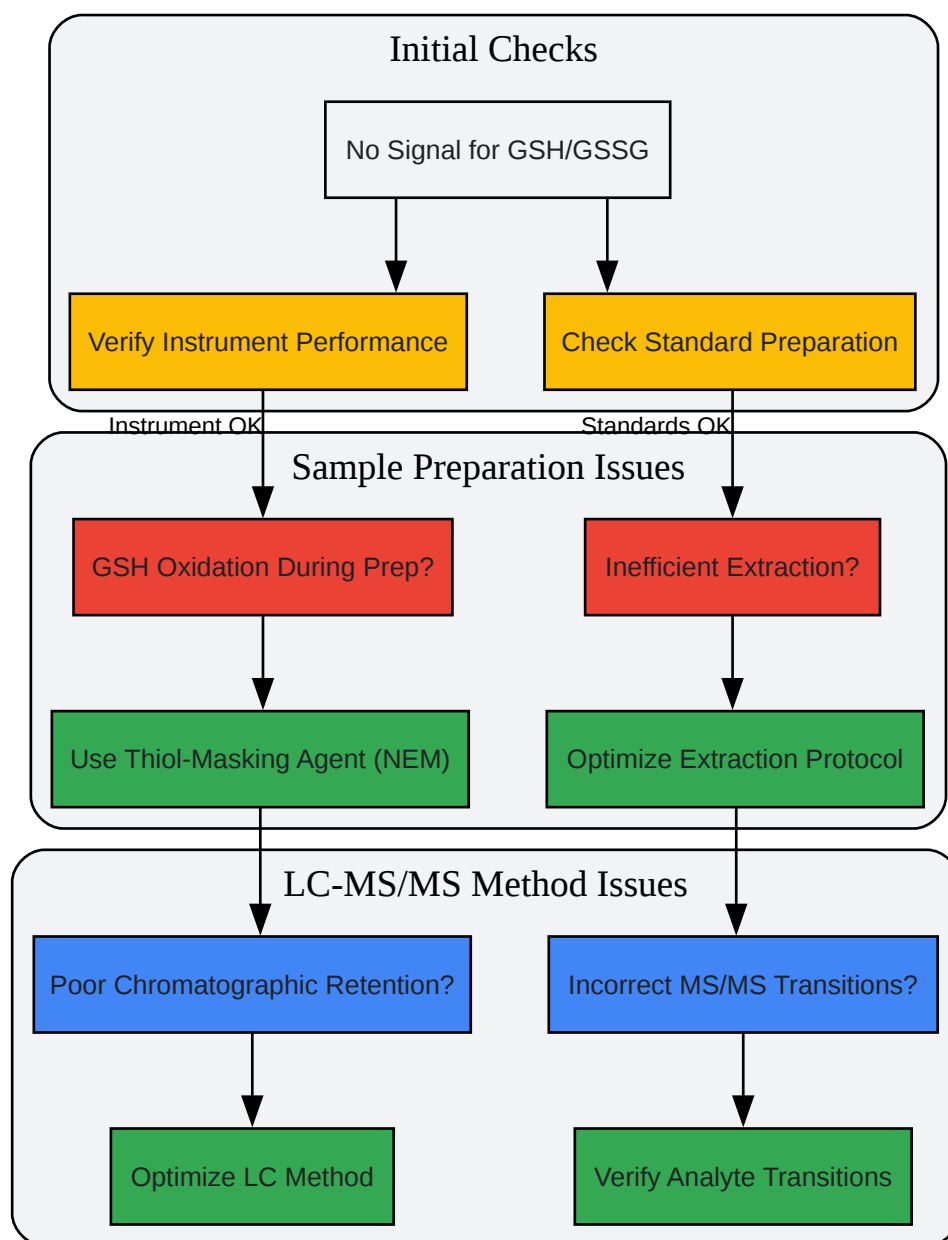 Initial Checks
No Signal for GSH/GSSG
Verify Instrument Performance
Check Standard Preparation
Instrument OK
Standards OK
Sample Preparation Issues
GSH Oxidation During Prep?
Inefficient Extraction?
Use Thiol-Masking Agent (NEM)
Optimize Extraction Protocol
LC-MS/MS Method Issues
Poor Chromatographic Retention?
Incorrect MS/MS Transitions?
Optimize LC Method
Verify Analyte Transitions